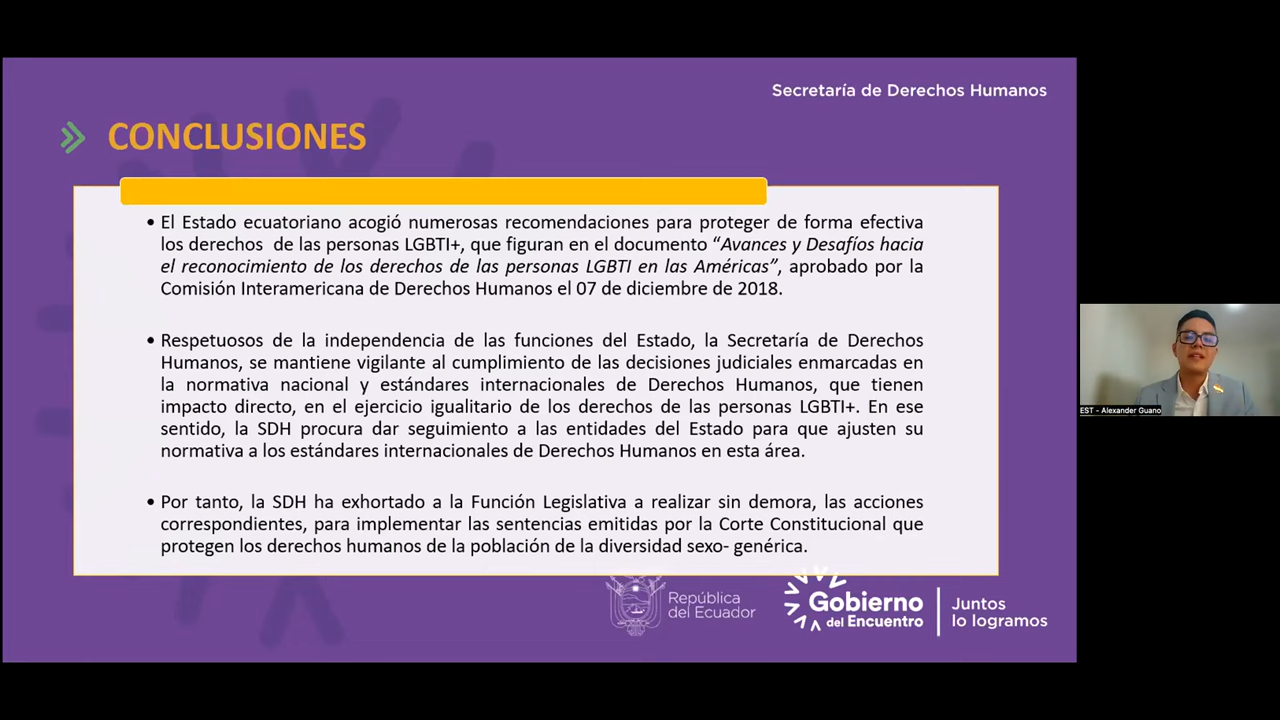 Secretaría de Derechos Humanos
CONCLUSIONES
• El Estado ecuatoriano acogió numerosas recomendaciones para proteger de forma efectiva
los derechos de las personas LGBTI+, que figuran en el documento “Avances y Desafíos hacia
el reconocimiento de los derechos de las personas LGBTI en las Américas”, aprobado por la
Comisión Interamericana de Derechos Humanos el 07 de diciembre de 2018.
• Respetuosos de la independencia de las funciones del Estado, la Secretaría de Derechos
Humanos, se mantiene vigilante al cumplimiento de las decisiones judiciales enmarcadas en
la normativa nacional y estándares internacionales de Derechos Humanos, que tienen
impacto directo, en el ejercicio igualitario de los derechos de las personas LGBTI+. En ese
sentido, la SDH procura dar seguimiento a las entidades del Estado para que ajusten su
normativa a los estándares internacionales de Derechos Humanos en esta área.
• Por tanto, la SDH ha exhortado a la Función Legislativa a realizar sin demora, las acciones
correspondientes, para implementar las sentencias emitidas por la Corte Constitucional que
protegen los derechos humanos de la población de la diversidad sexo- genérica.
República
del Ecuador
Gobierno
del Encuentro
Juntos
lo logramos
EST - Alexander Guano